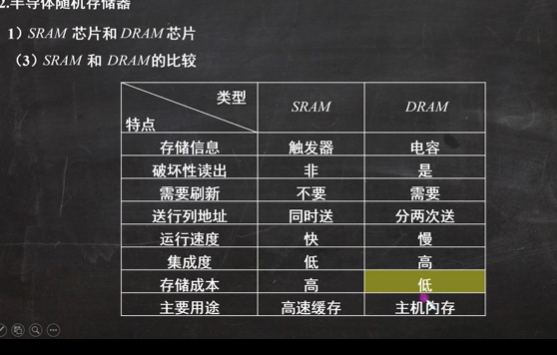 2.半导体随机存储器
1）SRAM 芯片和 DRAM 芯片
（3）SRAM 和 DRAM的比较
类型 SRAM DRAM
特点
存储信息 触发器 电容
破坏性读出 非 是
需要刷新 不要 需要
送行列地址 同时送 分两次送
运行速度 快 慢
集成度 低 高
存储成本 高 低
主要用途 高速缓存 主机内存